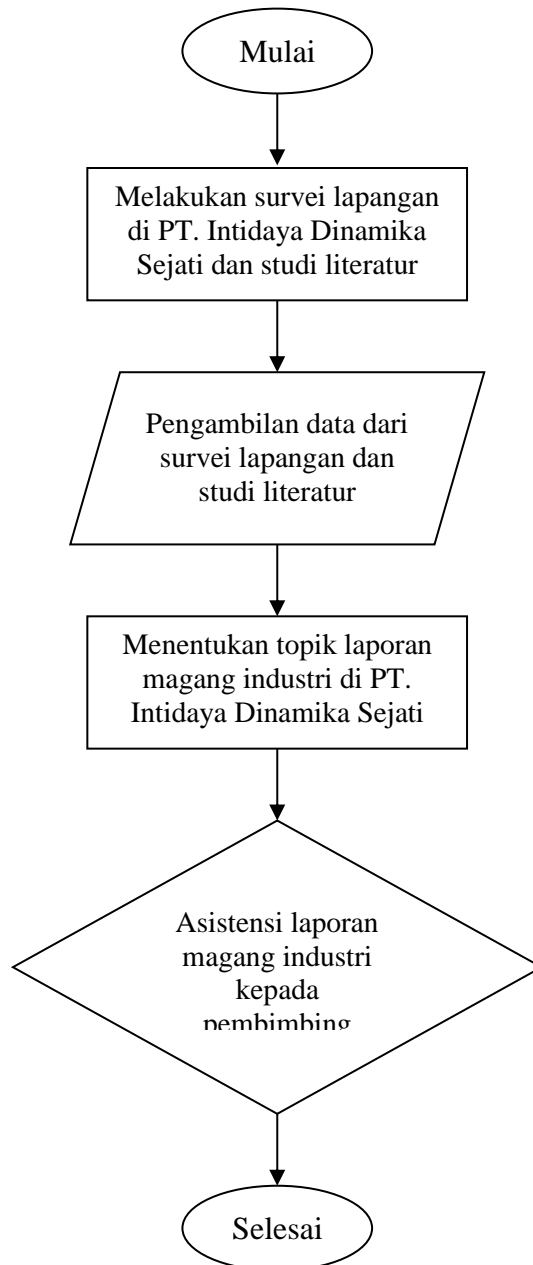 Mulai
Melakukan survei lapangan
di PT. Intidaya Dinamika
Sejati dan studi literatur
Pengambilan data dari
survei lapangan dan
studi literatur
Menentukan topik laporan
magang industri di PT.
Intidaya Dinamika Sejati
Asistensi laporan
magang industri
kepada
pembimbing
Selesai